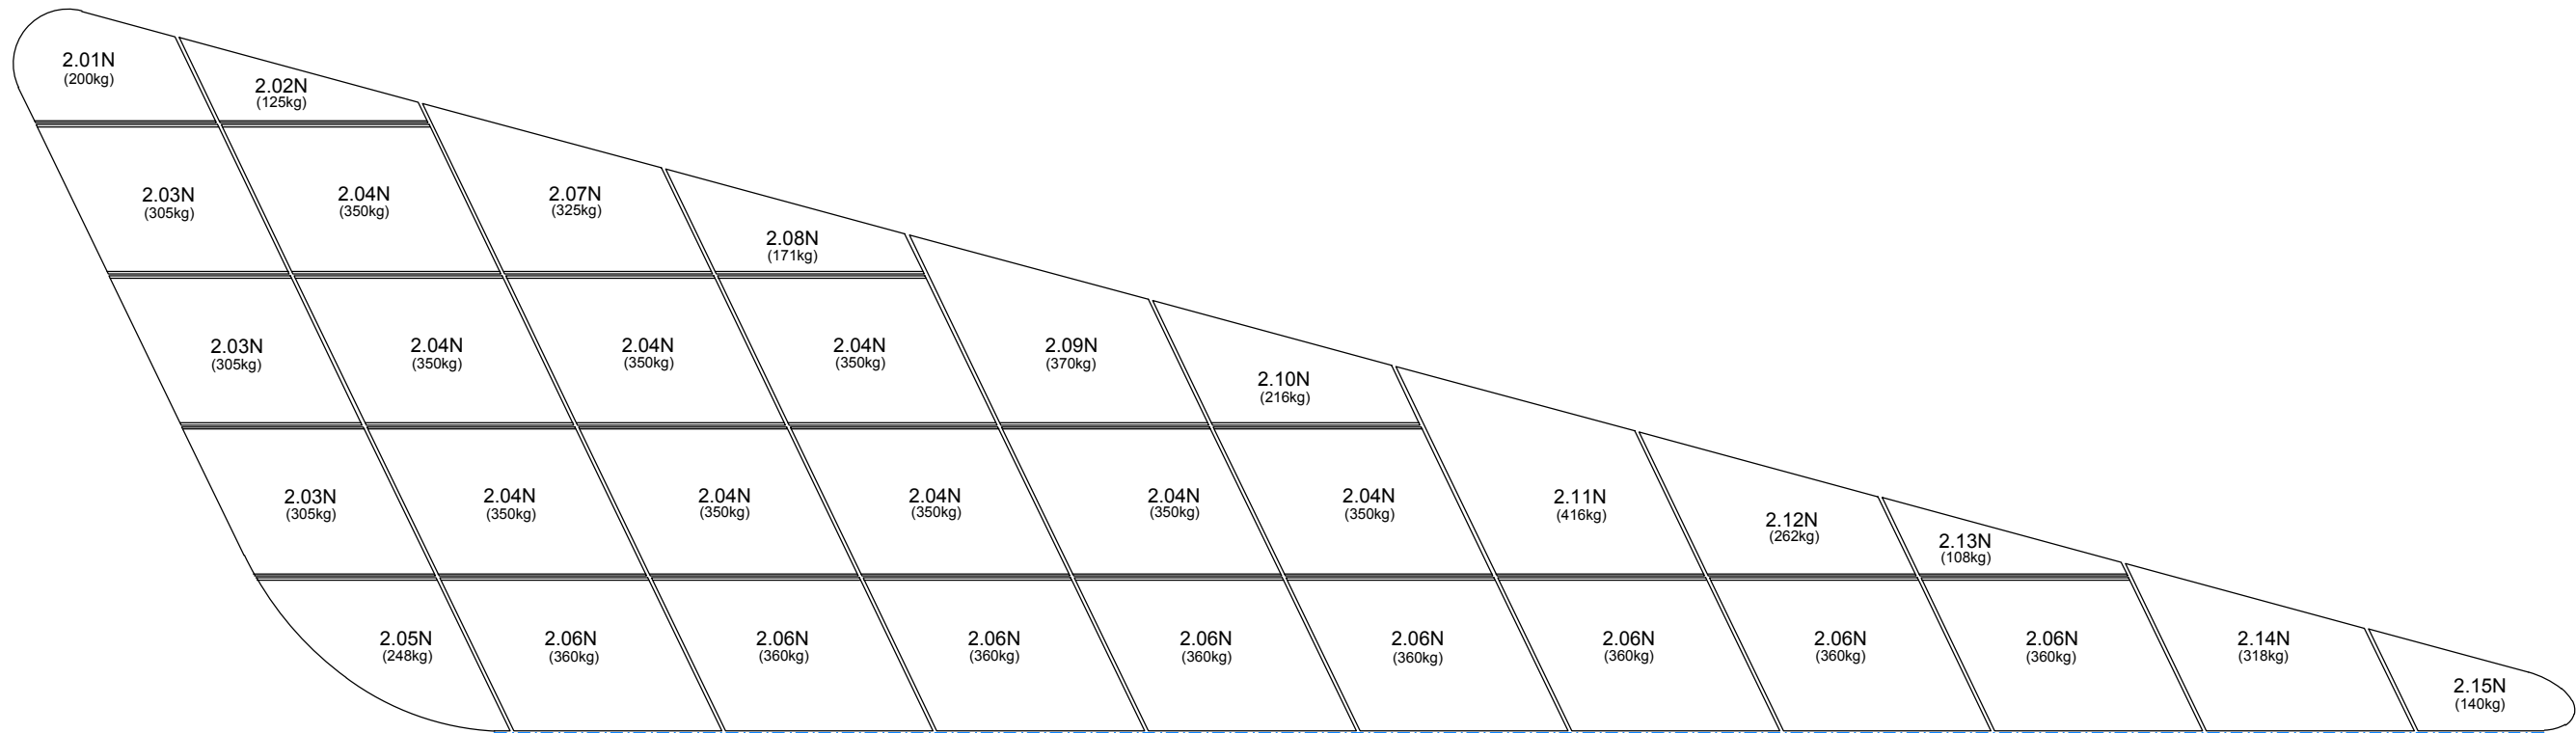 2.01N
(200kg)
2.02N
(125kg)
2.03N
(305kg)
2.04N
(350kg)
2.07N
(325kg)
2.08N
(171kg)
2.03N
(305kg)
2.04N
(350kg)
2.04N
(350kg)
2.04N
(350kg)
2.09N
(370kg)
2.10N
(216kg)
2.03N
(305kg)
2.04N
(350kg)
2.04N
(350kg)
2.04N
(350kg)
2.04N
(350kg)
2.04N
(350kg)
2.11N
(416kg)
2.12N
(262kg)
2.13N
(108kg)
2.05N
(248kg)
2.06N
(360kg)
2.06N
(360kg)
2.06N
(360kg)
2.06N
(360kg)
2.06N
(360kg)
2.06N
(360kg)
2.06N
(360kg)
2.06N
(360kg)
2.14N
(318kg)
2.15N
(140kg)